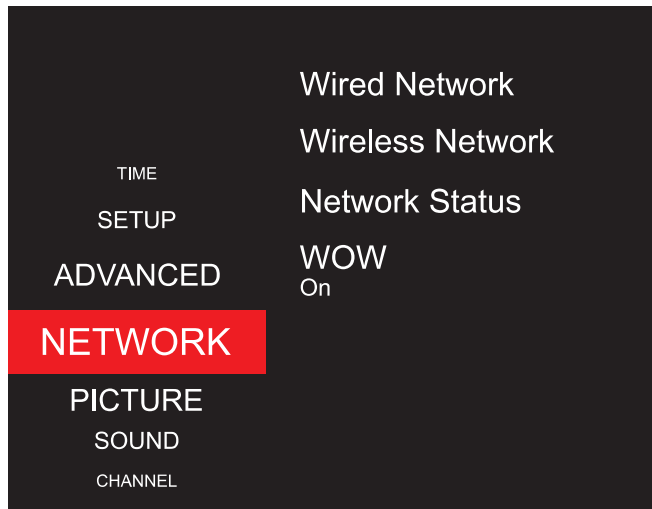 TIME
SETUP
ADVANCED
NETWORK
PICTURE
SOUND
CHANNEL
Wired Network
Wireless Network
Network Status
WOW
On